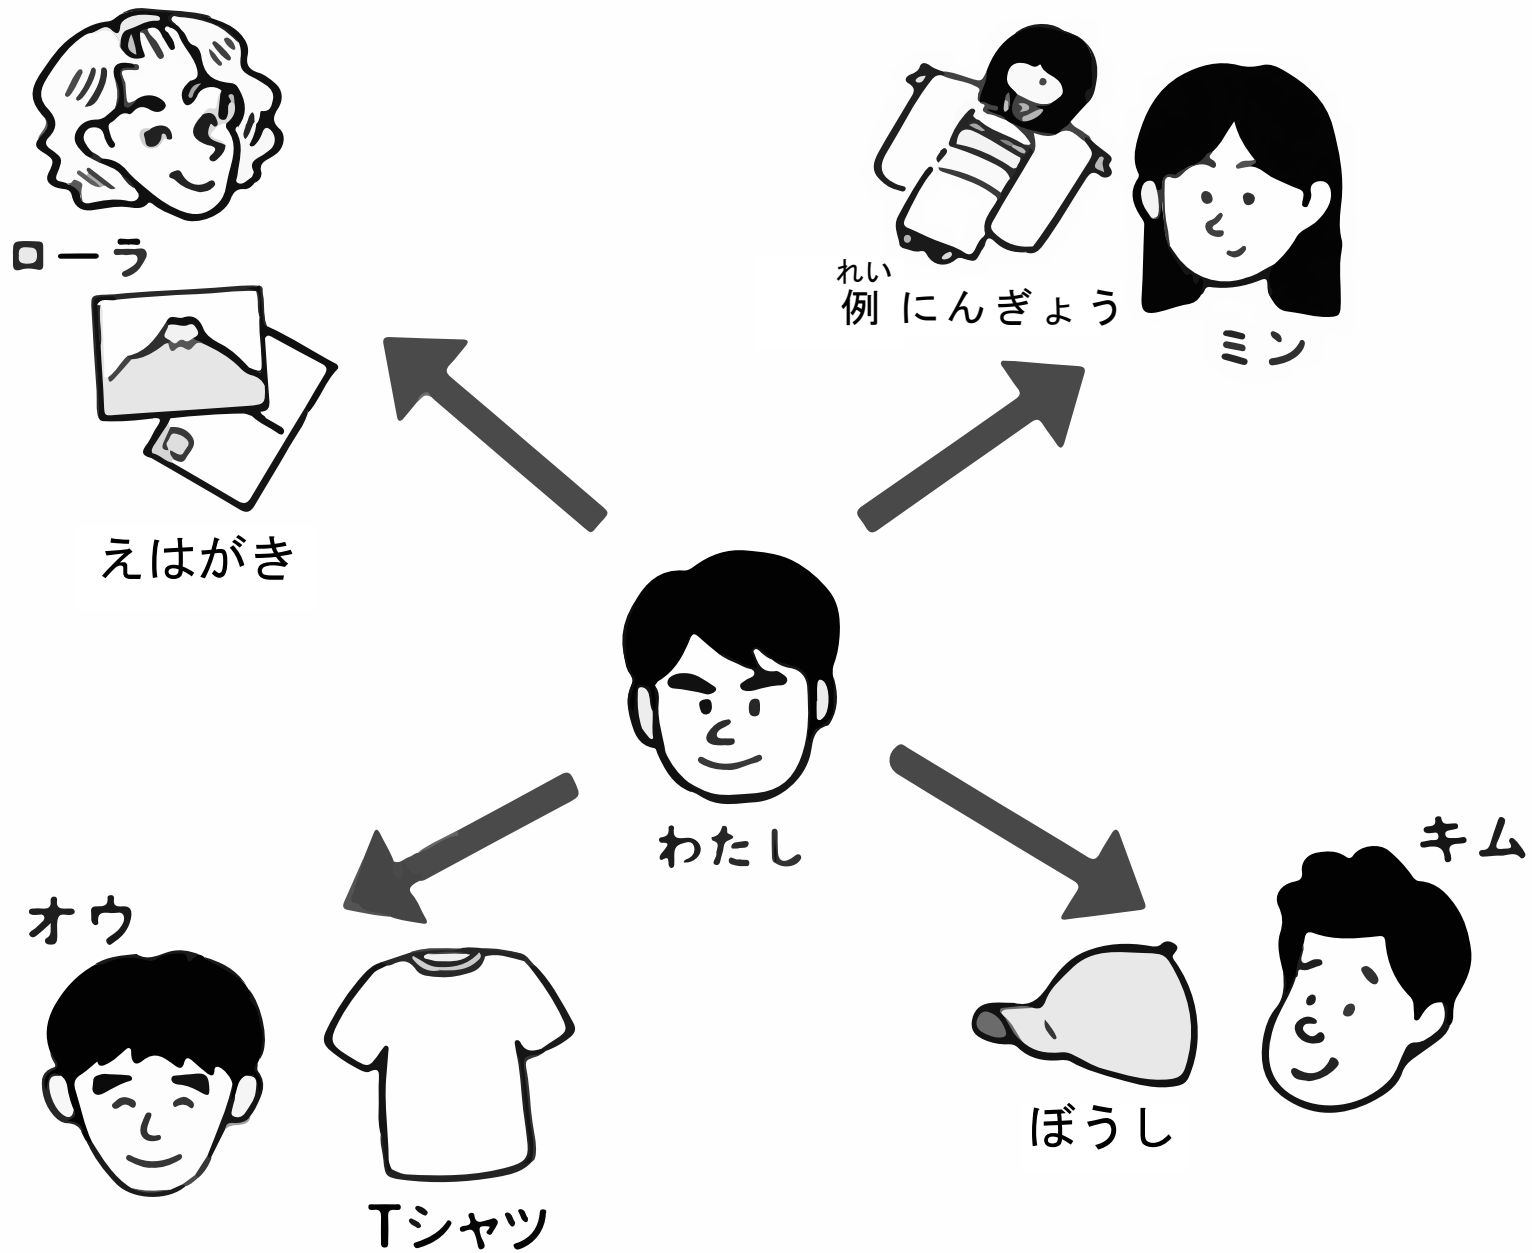 ローラ
えはがき
れい
例 にんぎょう
ミン
わたし
オウ
Tシャツ
キム
ぼうし